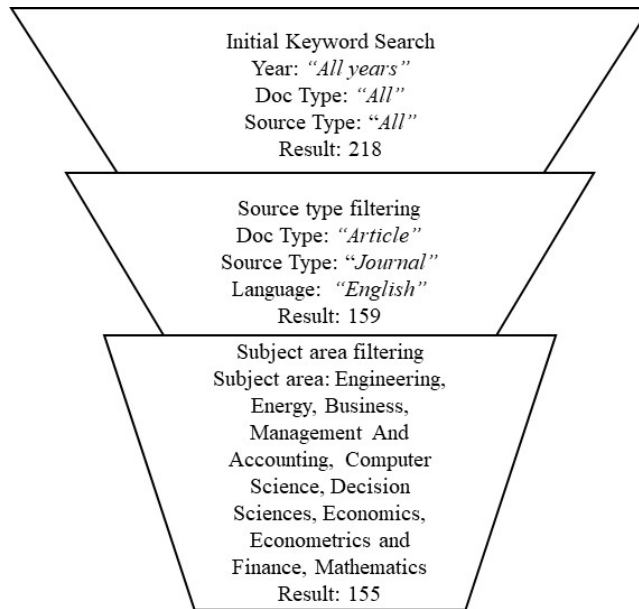 Initial Keyword Search
Year: “All years”
Doc Type: “All”
Source Type: “All”
Result: 218
Source type filtering
Doc Type: “Article”
Source Type: “Journal”
Language: “English”
Result: 159
Subject area filtering
Subject area: Engineering,
Energy, Business,
Management And
Accounting, Computer
Science, Decision
Sciences, Economics,
Econometrics and
Finance, Mathematics
Result: 155